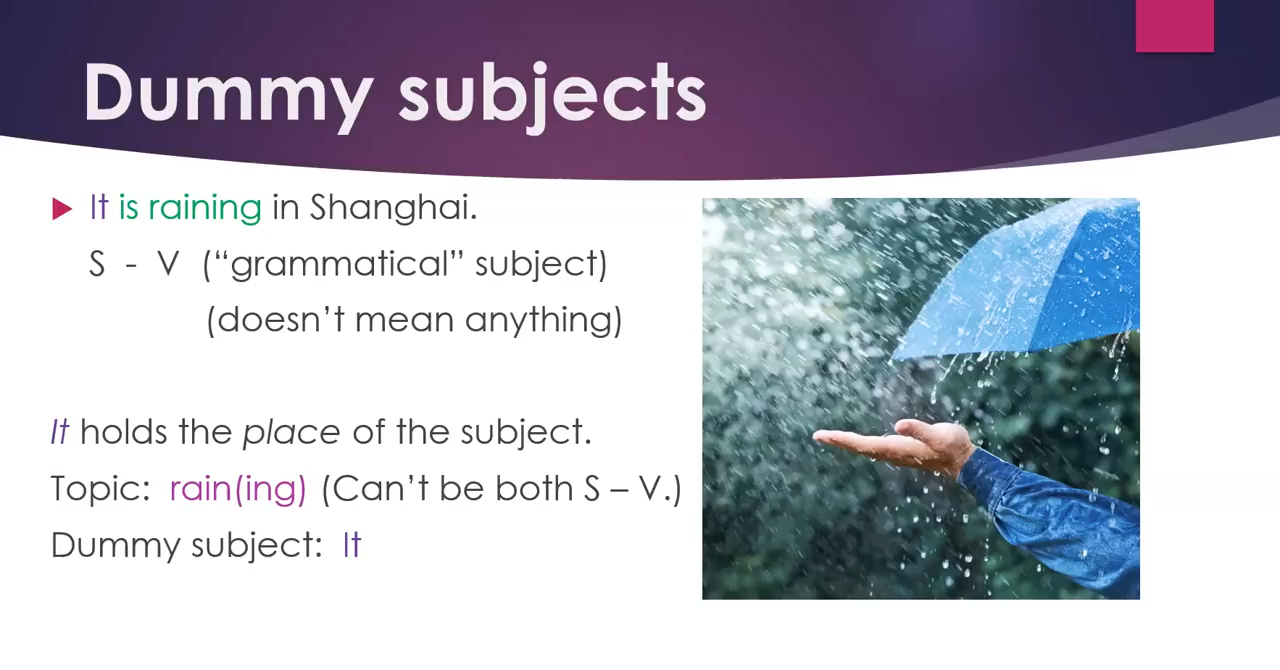 Dummy subjects
It is raining in Shanghai.
S - V (“grammatical” subject)
(doesn’t mean anything)
It holds the place of the subject.
Topic: rain(ing) (Can’t be both S – V.)
Dummy subject: It